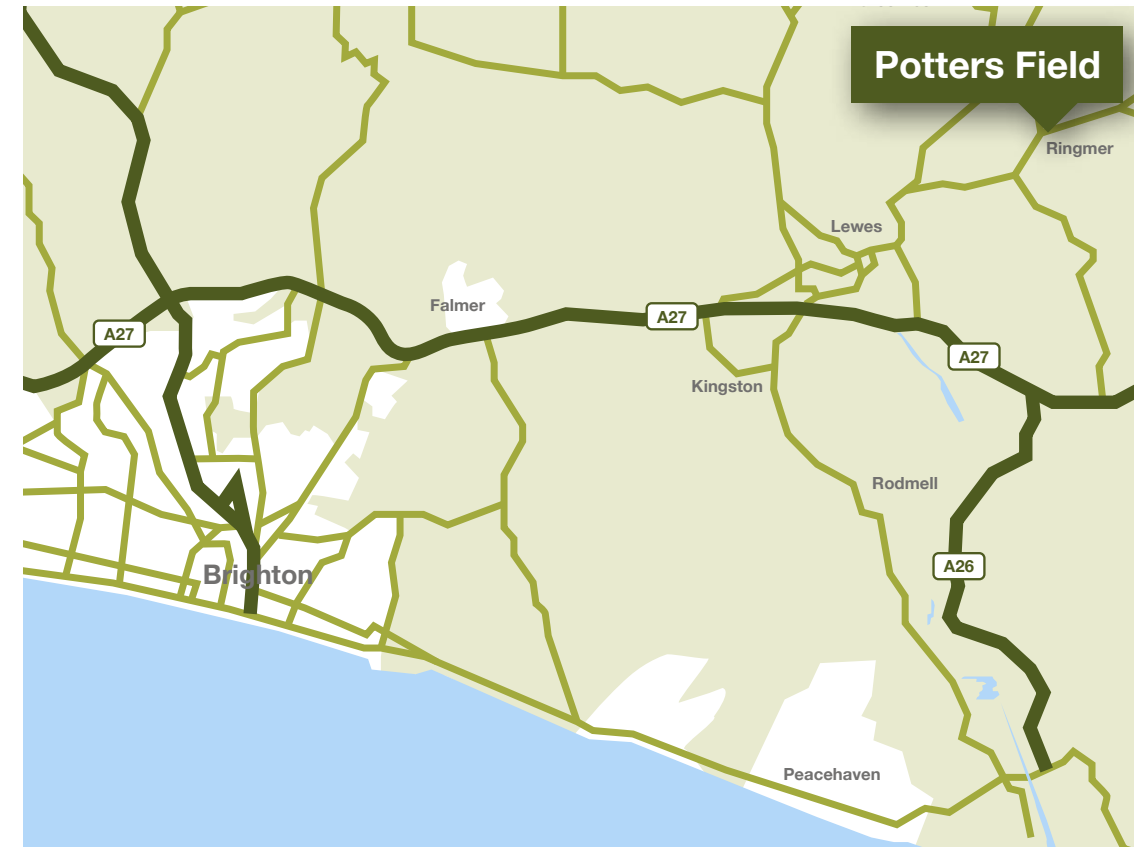 Potters Field
Ringmer
Lewes
Falmer
A27
A27
A27
Kingston
Rodmell
A26
Brighton
Peacehaven